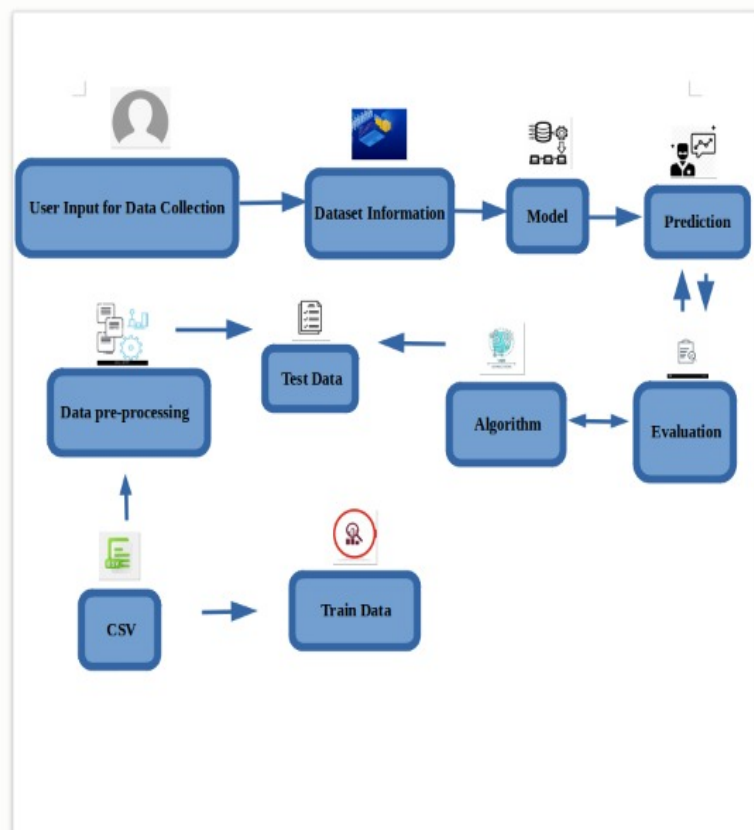 User Input for Data Collection
Dataset Information
Model
Prediction
Data pre-processing
Test Data
Algorithm
Evaluation
CSV
Train Data